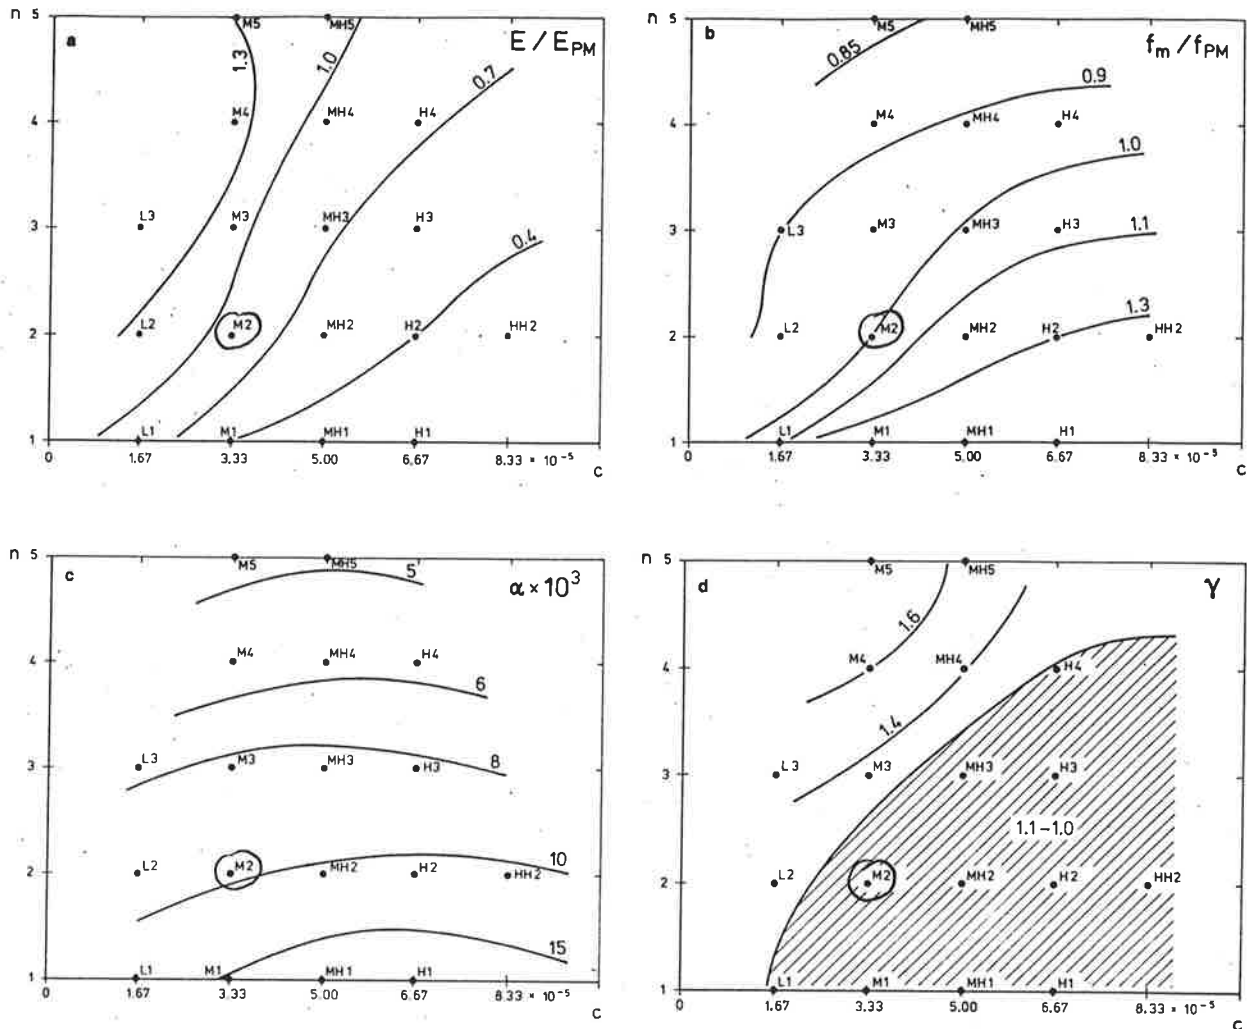 n 5 M5 MH5
a E / E_PM
1.3 1.0 0.7
4 M4 MH4 H4
3 L3 M3 MH3 H3
0.4
2 L2 M2 MH2 H2 HH2
1 L1 M1 MH1 H1
0 1.67 3.33 5.00 6.67 8.33 × 10⁻⁵
c
n 5 M5 MH5
b f_m / f_PM
0.85
0.9
4 M4 MH4 H4
1.0
3 L3 M3 MH3 H3
1.1
1.3
2 L2 M2 MH2 H2 HH2
1 L1 M1 MH1 H1
0 1.67 3.33 5.00 6.67 8.33 × 10⁻⁵
c
n 5 M5 MH5
c 5 α × 10³
4 M4 MH4 H4
6
3 L3 M3 MH3 H3
8
10
2 L2 M2 MH2 H2 HH2
15
1 L1 M1 MH1 H1
0 1.67 3.33 5.00 6.67 8.33 × 10⁻⁵
c
n 5 M5 MH5
d γ
1.6
4 M4 MH4 H4
1.4
3 L3 M3 MH3 H3
1.1–1.0
2 L2 M2 MH2 H2 HH2
1 L1 M1 MH1 H1
0 1.67 3.33 5.00 6.67 8.33 × 10⁻⁵
c